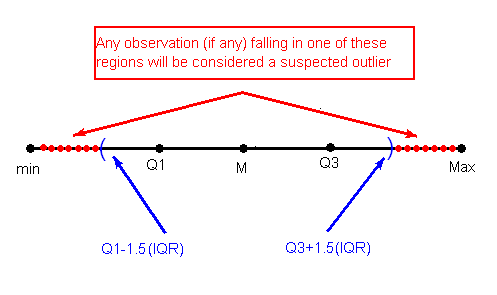 Any observation (if any) falling in one of these
regions will be considered a suspected outlier
min
Q1
M
Q3
Max
Q1-1.5(IQR)
Q3+1.5(IQR)